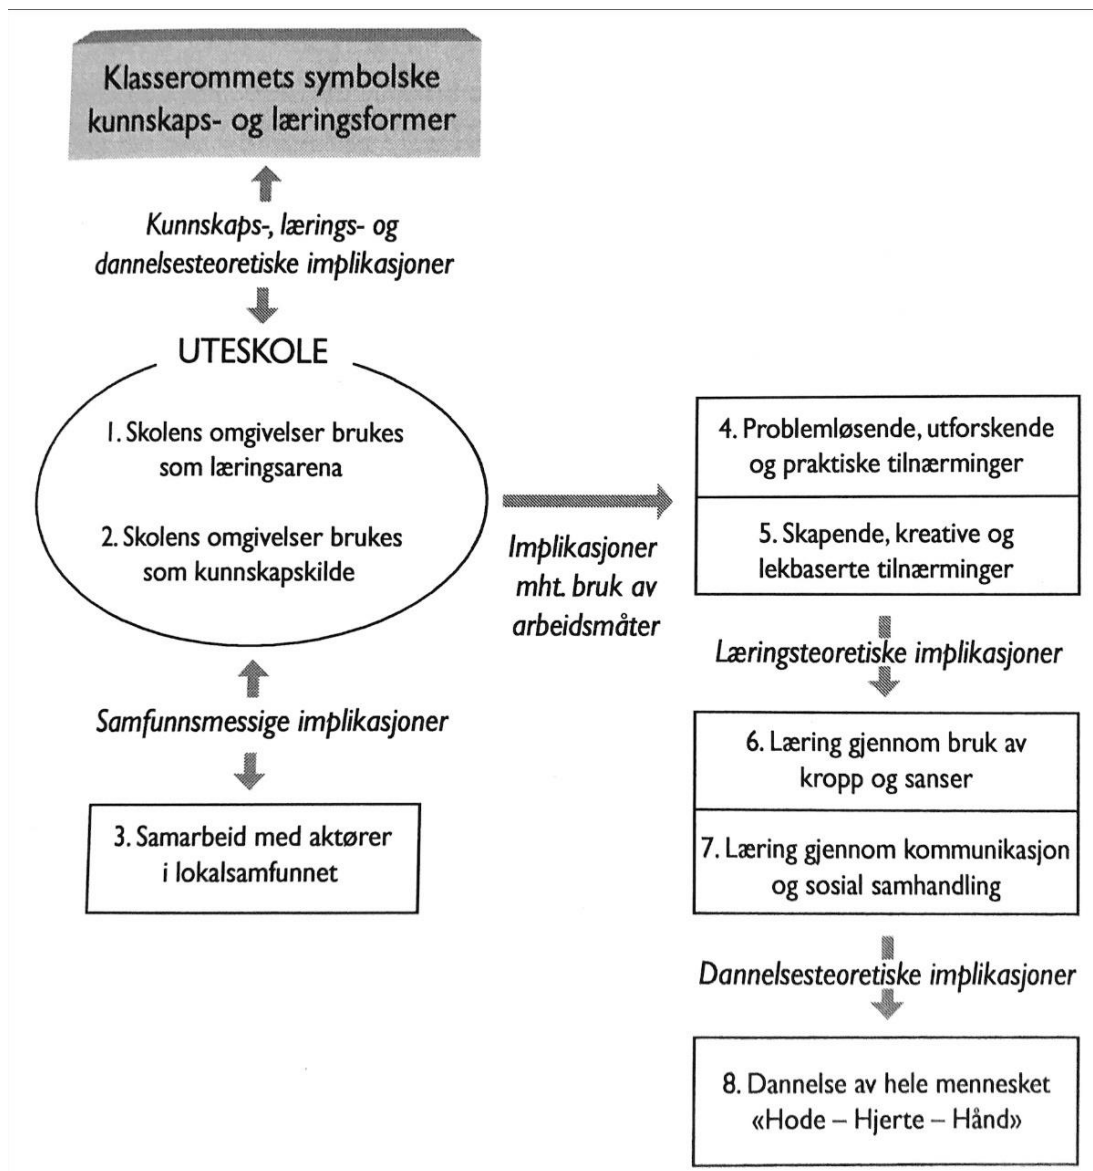 Klasserommets symbolske
kunnskaps- og læringsformer
Kunnskaps-, lærings- og
dannelsesteoretiske implikasjoner
UTESKOLE
1. Skolens omgivelser brukes
som læringsarena
2. Skolens omgivelser brukes
som kunnskapskilde
Implikasjoner
mht. bruk av
arbeidsmåter
Samfunnsmessige implikasjoner
3. Samarbeid med aktører
i lokalsamfunnet
4. Problemløsende, utforskende
og praktiske tilnærminger
5. Skapende, kreative og
lekbaserte tilnærminger
Læringsteoretiske implikasjoner
6. Læring gjennom bruk av
kropp og sanser
7. Læring gjennom kommunikasjon
og sosial samhandling
Dannelsesteoretiske implikasjoner
8. Dannelse av hele mennesket
«Hode – Hjerte – Hånd»